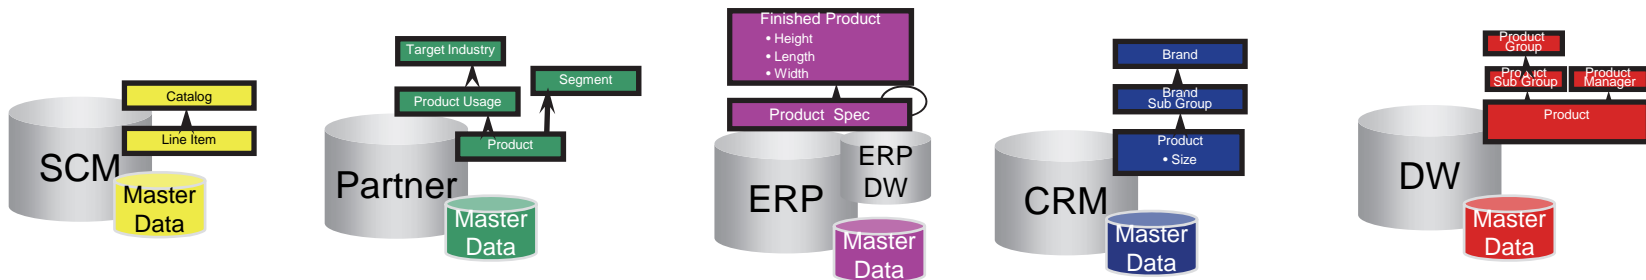 Catalog
Line Item
SCM
Master
Data
Target Industry
Segment
Product Usage
Product
Partner
Master
Data
Finished Product
• Height
• Length
• Width
Product Spec
ERP
DW
ERP
Master
Data
Brand
Brand
Sub Group
Product
• Size
CRM
Master
Data
Product
Group
Product
Sub Group
Product
Manager
Product
DW
Master
Data